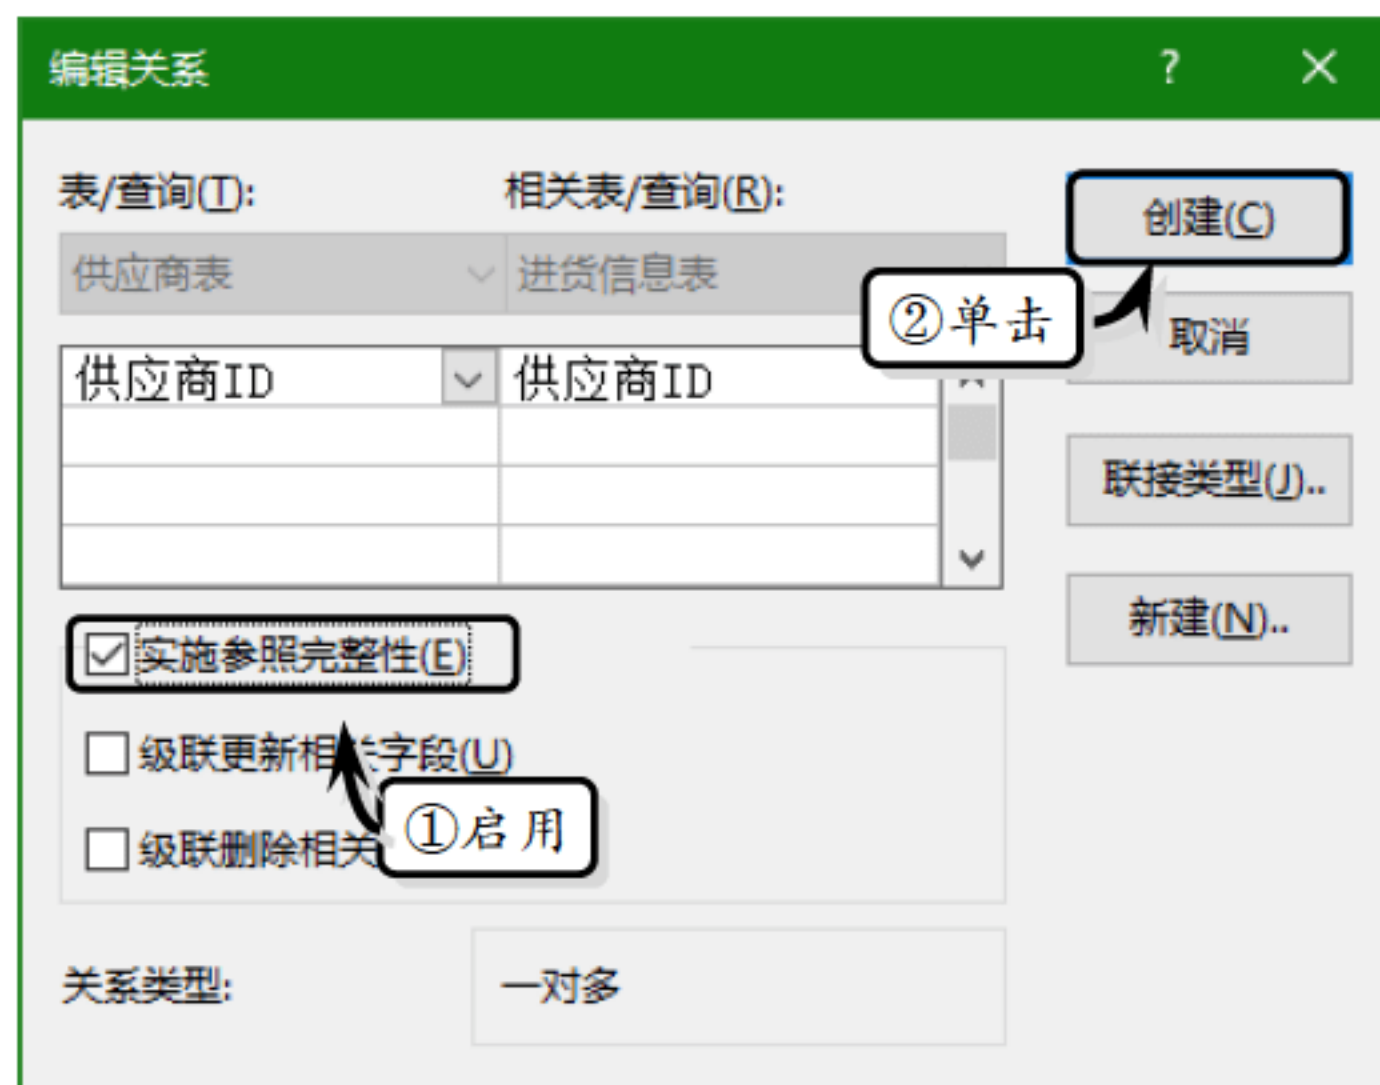 编辑关系
表/查询(T): 相关表/查询(R):
创建(C)
供应商表 进货信息表
②单击
取消
供应商ID 供应商ID
联接类型(J)..
新建(N)..
实施参照完整性(E)
级联更新相关字段(U)
①启用
级联删除相关
关系类型: 一对多